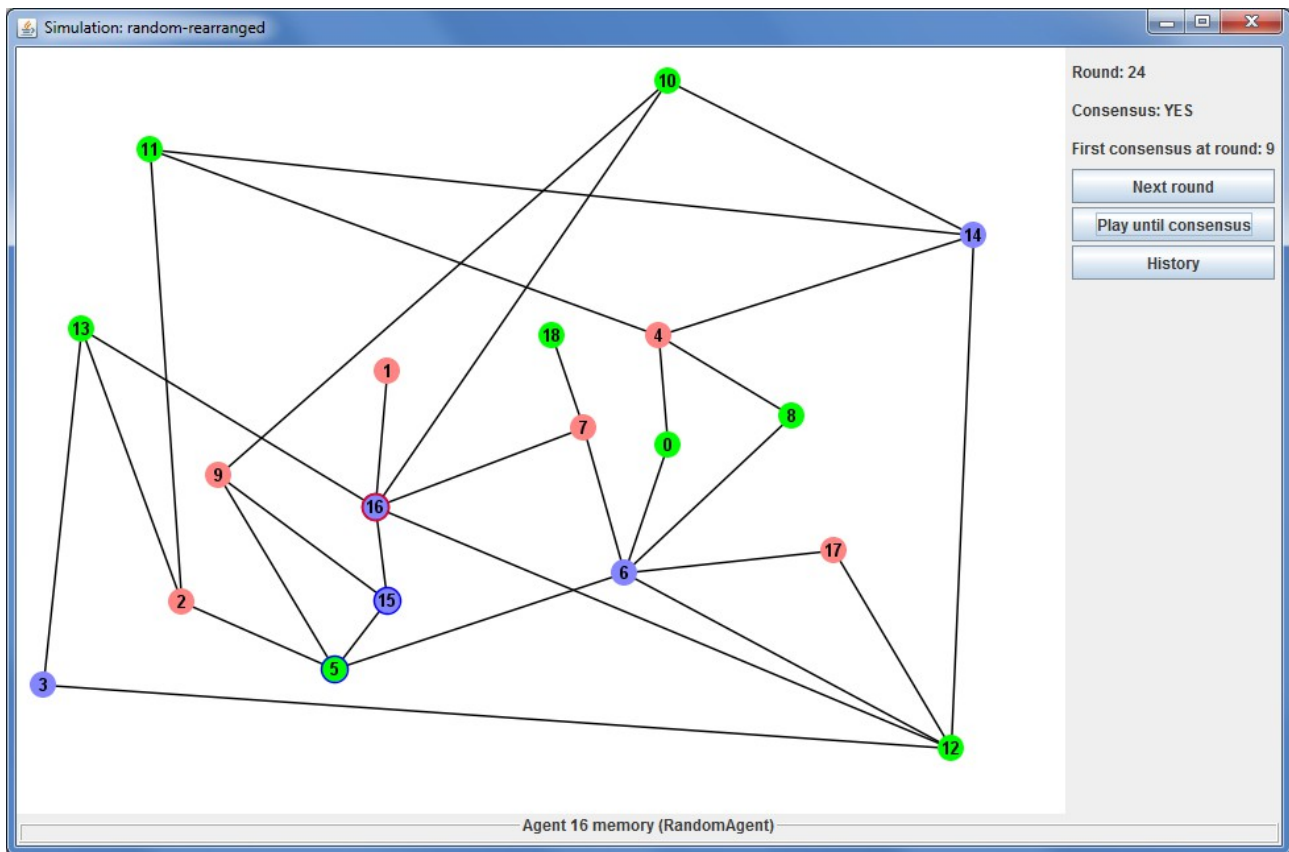 Simulation: random-rearranged
Round: 24
Consensus: YES
First consensus at round: 9
Next round
Play until consensus
History
10
11
14
13
18
4
1
8
7
0
9
16
17
6
2
15
5
3
12
Agent 16 memory (RandomAgent)